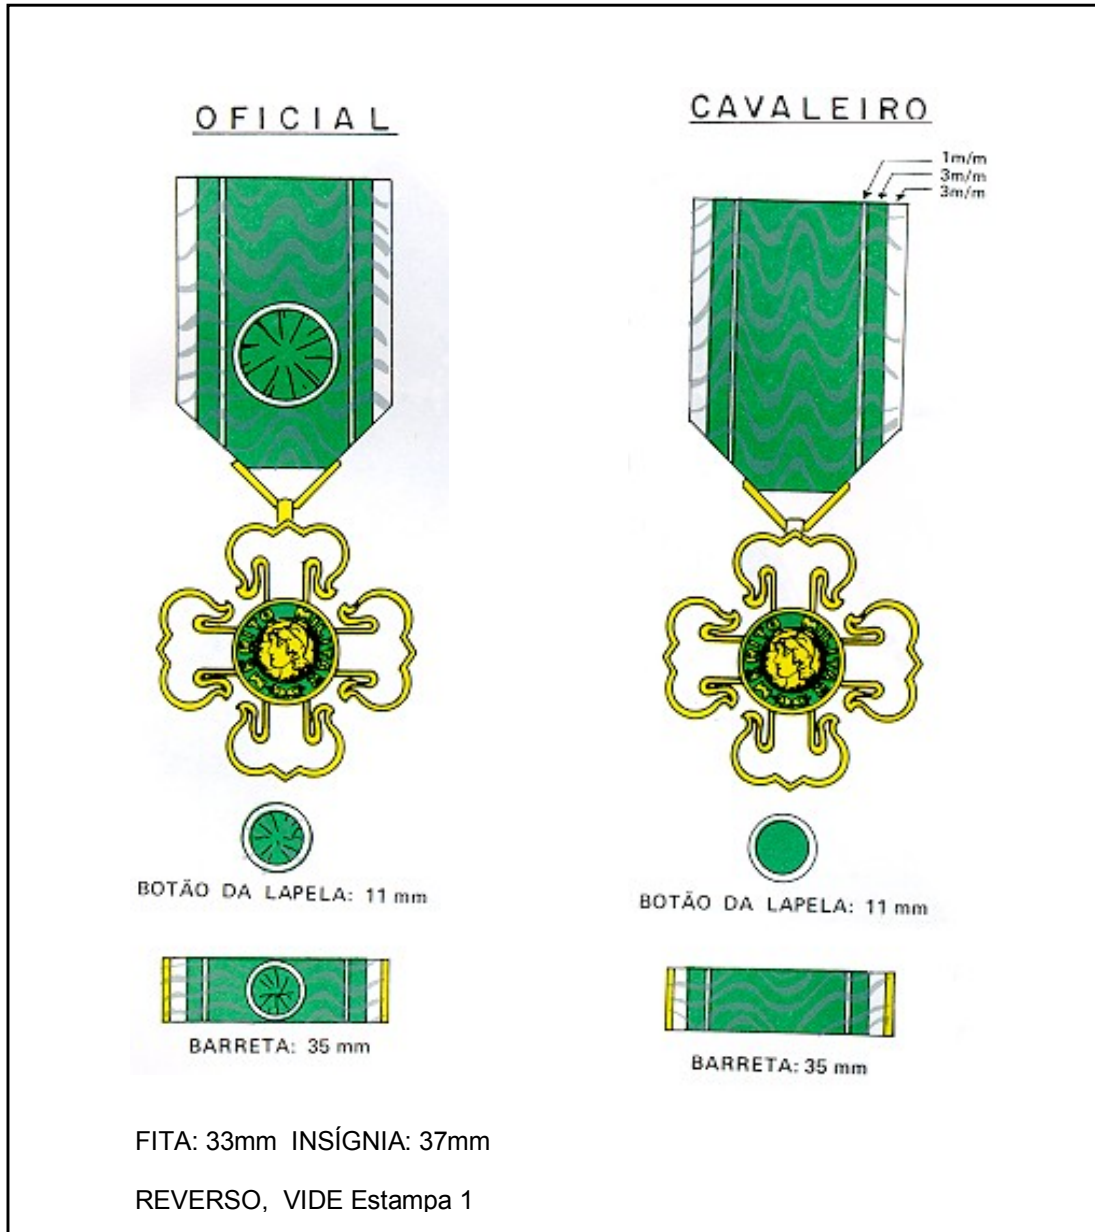 OFICIAL
CAVALEIRO
1m/m
3m/m
3m/m
BOTÃO DA LAPELA: 11 mm
BOTÃO DA LAPELA: 11 mm
BARRETA: 35 mm
BARRETA: 35 mm
FITA: 33mm INSÍGNIA: 37mm
REVERSO, VIDE Estampa 1